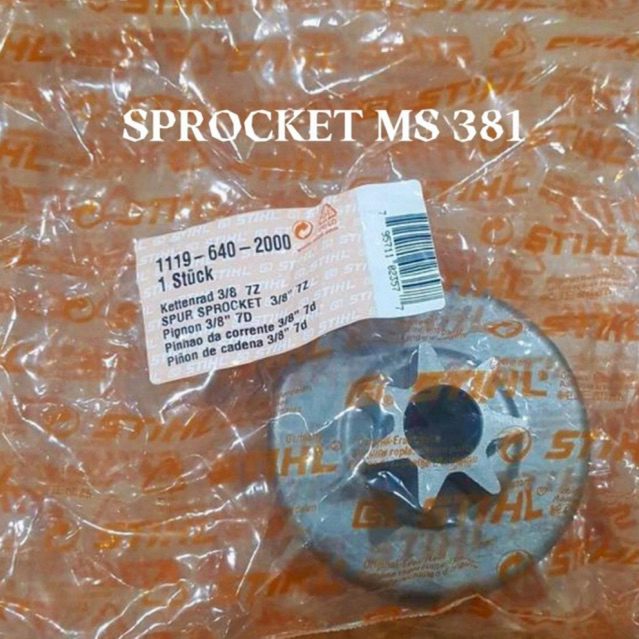 SPROCKET MS 381
1119-640-2000
1 Stück
Kettenrad 3/8 7Z
SPUR SPROCKET 3/8" 7Z
Pignon 3/8" 7D
Pinhao da corrente 3/8" 7d
Piñon de cadena 3/8" 7d
STIHL
STIHL
STIHL
STIHL
STIHL